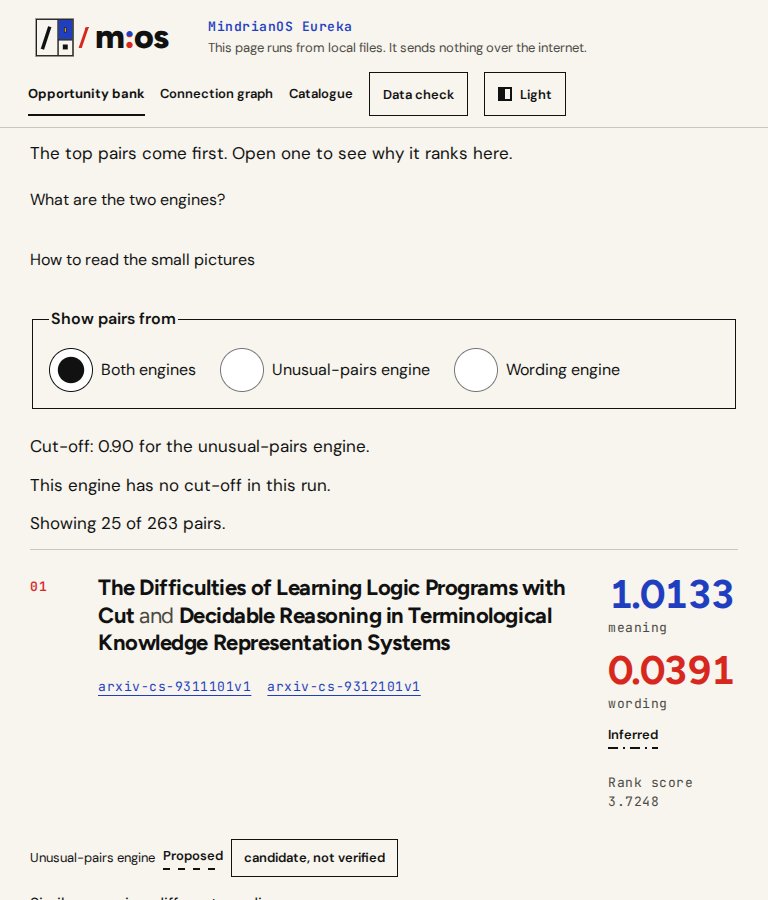 / m:os
MindrianOS Eureka
This page runs from local files. It sends nothing over the internet.
Opportunity bank
Connection graph
Catalogue
Data check
Light
The top pairs come first. Open one to see why it ranks here.
What are the two engines?
How to read the small pictures
Show pairs from
Both engines
Unusual-pairs engine
Wording engine
Cut-off: 0.90 for the unusual-pairs engine.
This engine has no cut-off in this run.
Showing 25 of 263 pairs.
01
The Difficulties of Learning Logic Programs with
Cut and Decidable Reasoning in Terminological
Knowledge Representation Systems
arxiv-cs-9311101v1 arxiv-cs-9312101v1
1.0133
meaning
0.0391
wording
Inferred
Rank score
3.7248
Unusual-pairs engine Proposed candidate, not verified